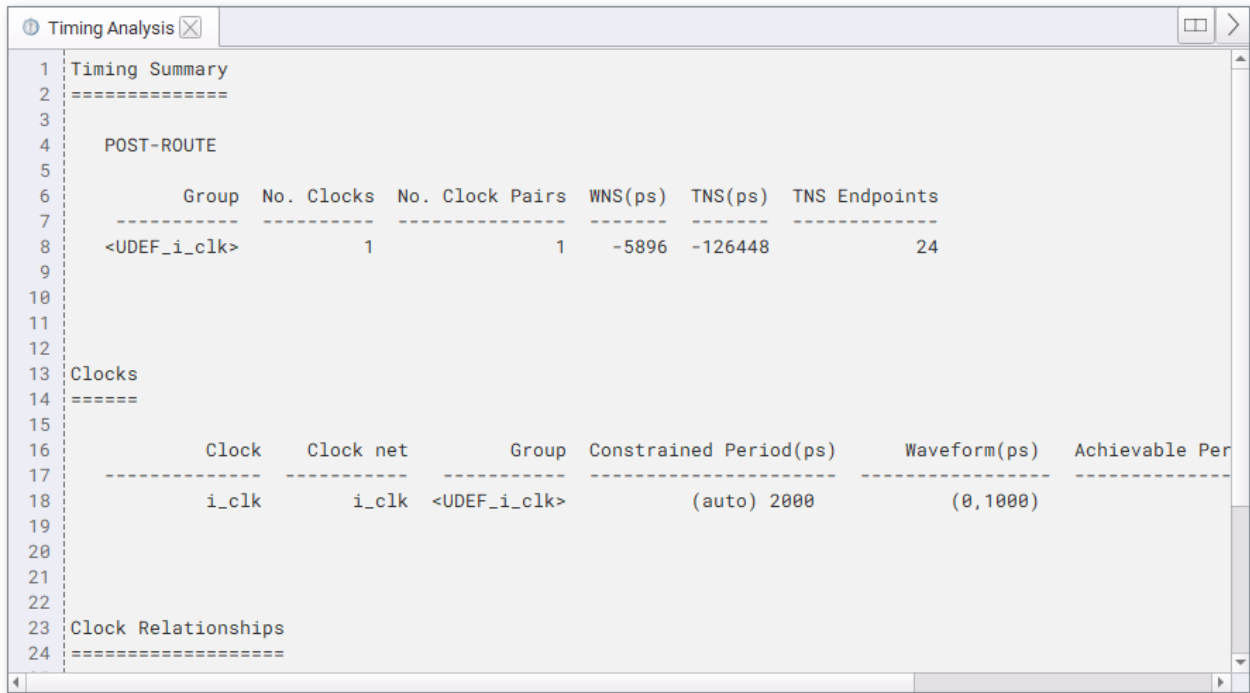 Timing Analysis
1 Timing Summary
2 ==============
3
4 POST-ROUTE
5
6 Group No. Clocks No. Clock Pairs WNS(ps) TNS(ps) TNS Endpoints
7 ----------- ---------- --------------- ------- ------- -------------
8 <UDEF_i_clk> 1 1 -5896 -126448 24
9
10
11
12
13 Clocks
14 ======
15
16 Clock Clock net Group Constrained Period(ps) Waveform(ps) Achievable Per
17 -------------- ----------- ----------- ---------------------- ----------------- --------------
18 i_clk i_clk <UDEF_i_clk> (auto) 2000 (0,1000)
19
20
21
22
23 Clock Relationships
24 ===================